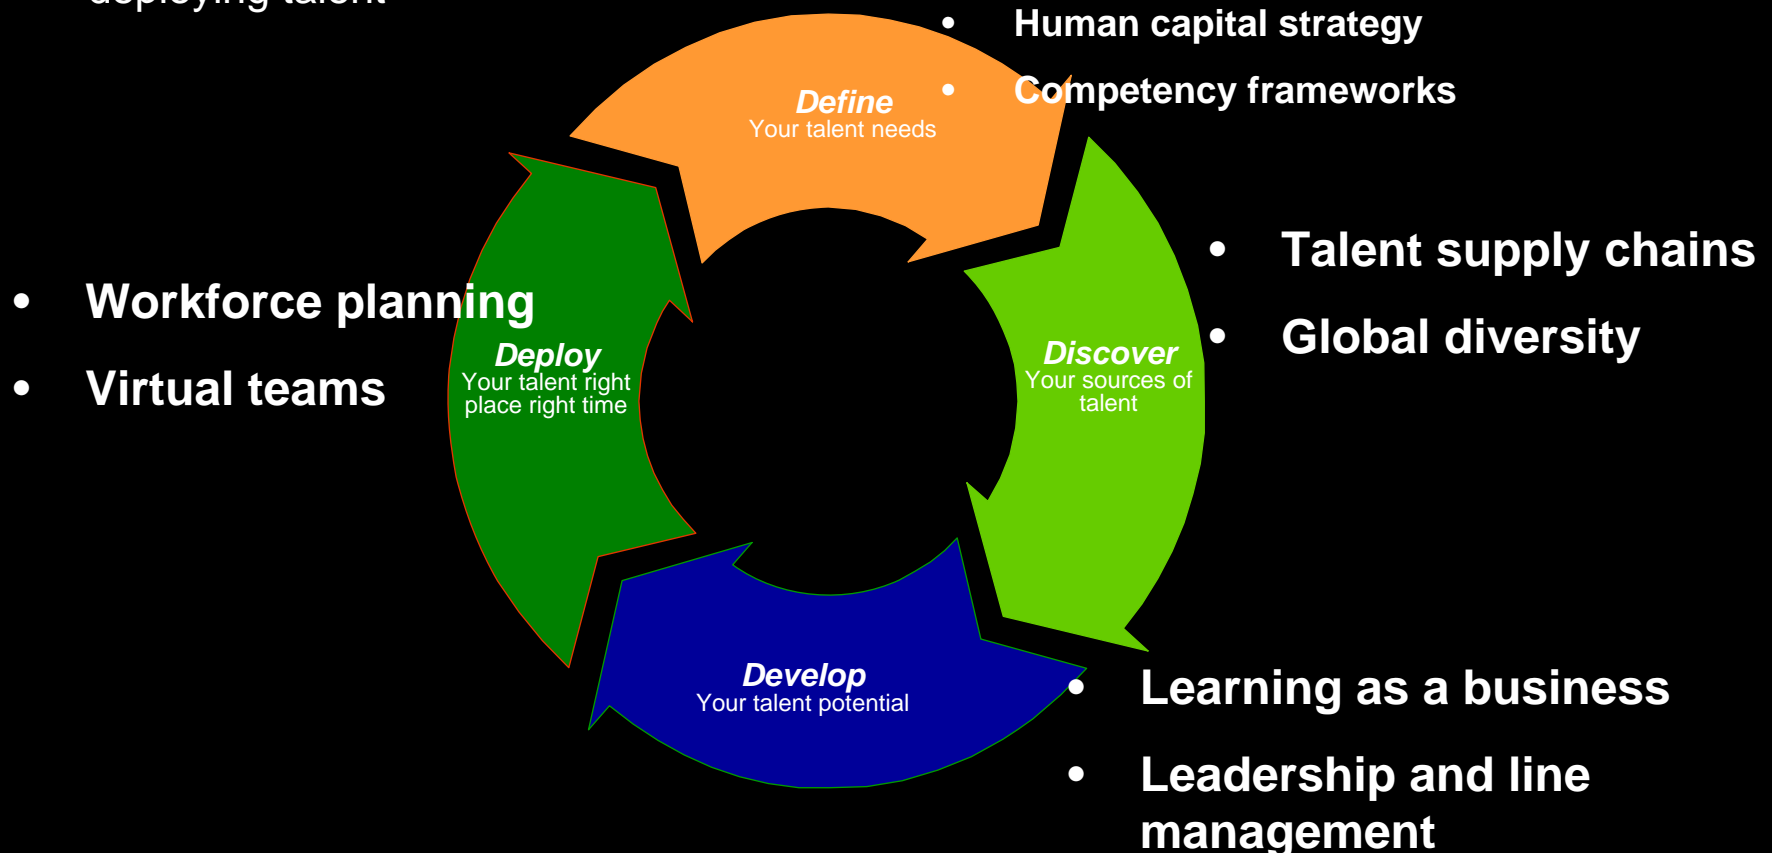 deploying talent
• Human capital strategy
• Competency frameworks
Define
Your talent needs
• Talent supply chains
• Global diversity
Discover
Your sources of
talent
• Workforce planning
• Virtual teams
Deploy
Your talent right
place right time
Develop
Your talent potential
• Learning as a business
• Leadership and line
management